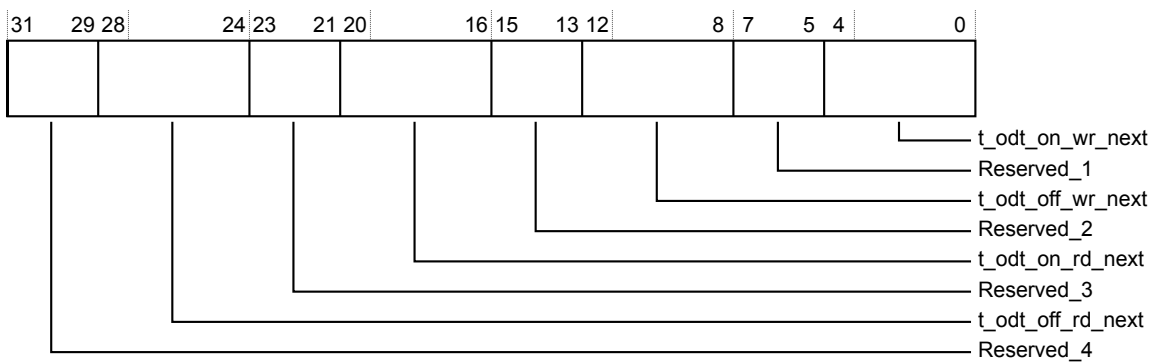 31 29 28 24 23 21 20 16 15 13 12 8 7 5 4 0
t_odt_on_wr_next
Reserved_1
t_odt_off_wr_next
Reserved_2
t_odt_on_rd_next
Reserved_3
t_odt_off_rd_next
Reserved_4